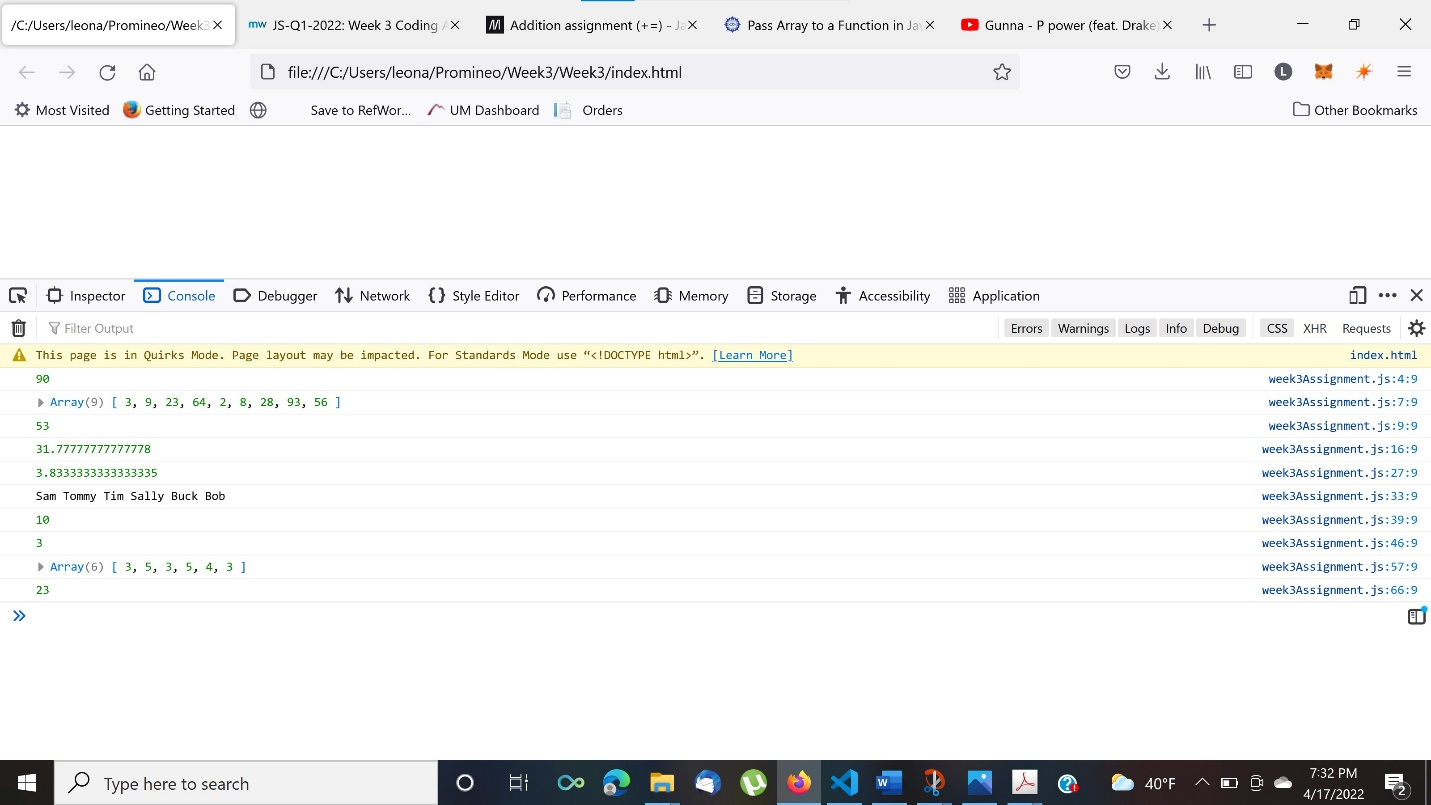 /C:/Users/leona/Promineo/Week3 JS-Q1-2022: Week 3 Coding A Addition assignment (+=) - Ja Pass Array to a Function in Jav Gunna - P power (feat. Drake)
file:///C:/Users/leona/Promineo/Week3/Week3/index.html L
Most Visited Getting Started Save to RefWor... UM Dashboard Orders Other Bookmarks
Inspector Console Debugger Network Style Editor Performance Memory Storage Accessibility Application
Filter Output Errors Warnings Logs Info Debug CSS XHR Requests
This page is in Quirks Mode. Page layout may be impacted. For Standards Mode use “<!DOCTYPE html>”. [Learn More] index.html
90 week3Assignment.js:4:9
Array(9) [ 3, 9, 23, 64, 2, 8, 28, 93, 56 ] week3Assignment.js:7:9
53 week3Assignment.js:9:9
31.77777777777778 week3Assignment.js:16:9
3.8333333333333335 week3Assignment.js:27:9
Sam Tommy Tim Sally Buck Bob week3Assignment.js:33:9
10 week3Assignment.js:39:9
3 week3Assignment.js:46:9
Array(6) [ 3, 5, 3, 5, 4, 3 ] week3Assignment.js:57:9
23 week3Assignment.js:66:9
Type here to search 40°F 7:32 PM
4/17/2022 2